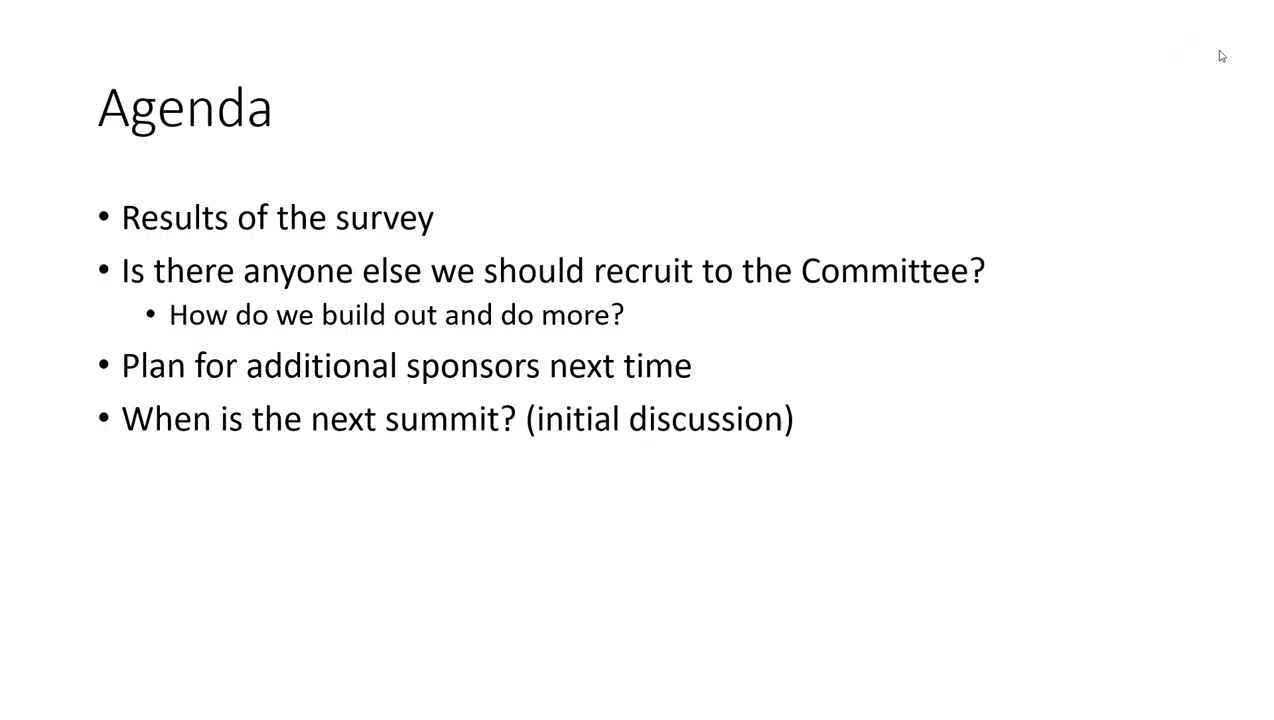 Agenda
• Results of the survey
• Is there anyone else we should recruit to the Committee?
• How do we build out and do more?
• Plan for additional sponsors next time
• When is the next summit? (initial discussion)